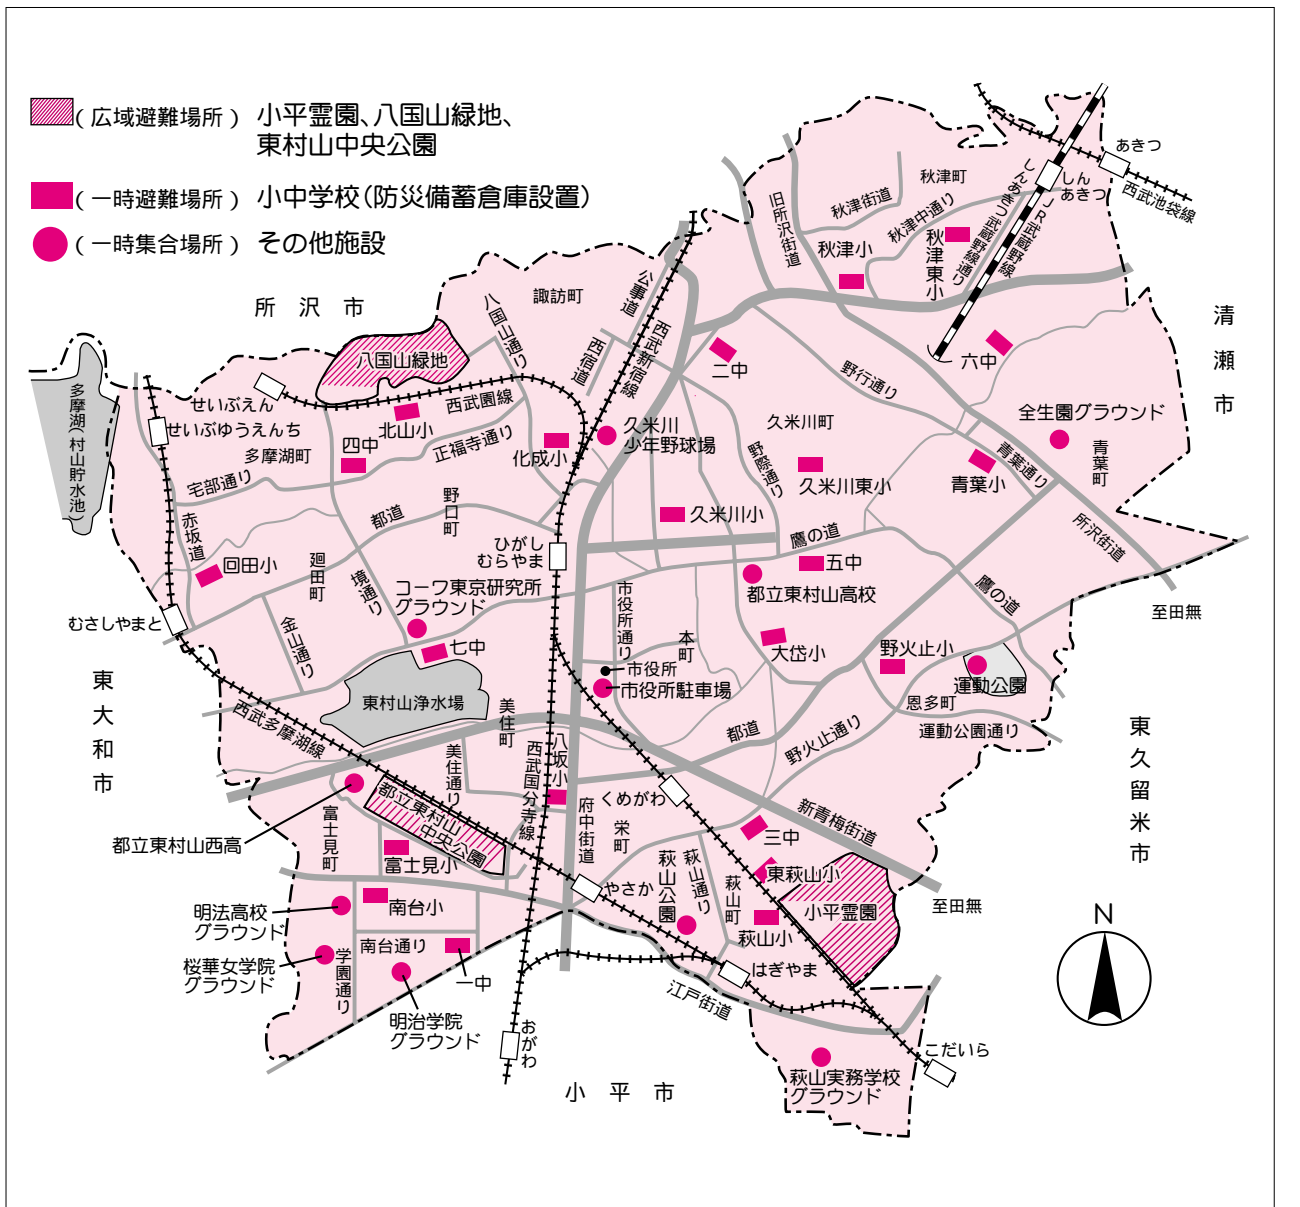 (広域避難場所) 小平霊園、八国山緑地、
東村山中央公園
(一時避難場所) 小中学校(防災備蓄倉庫設置)
(一時集合場所) その他施設
所沢市
清瀬市
東久留米市
小平市
東大和市
あきつ
西武池袋線
しん
あきつ
JR武蔵野線
しんあきつ武蔵野線通り
秋津町
秋津街道
秋津中通り
秋津小
秋津東小
旧所沢街道
公事道
諏訪町
八国山通り
西宿道
西武新宿線
八国山緑地
せいぶえん
せいぶゆうえんち
西武園線
北山小
四中
多摩湖町
正福寺通り
宅部通り
化成小
久米川
少年野球場
二中
野行通り
六中
久米川町
野際通り
久米川東小
全生園グラウンド
青葉町
青葉通り
青葉小
所沢街道
多摩湖(村山貯水池)
赤坂道
回田小
都道
野口町
廻田町
境通り
ひがし
むらやま
久米川小
鷹の道
五中
都立東村山高校
コーワ東京研究所
グラウンド
七中
金山通り
むさしやまと
市役所通り
本町
市役所
市役所駐車場
大岱小
野火止小
鷹の道
至田無
運動公園
恩多町
運動公園通り
東村山浄水場
西武多摩湖線
美住町
美住通り
西武国分寺線
八坂小
都道
野火止通り
くめがわ
新青梅街道
都立東村山西高
都立東村山
中央公園
富士見町
富士見小
府中街道
栄町
三中
東萩山小
至田無
小平霊園
やさか
萩山公園
萩山通り
萩山町
萩山小
明法高校
グラウンド
南台小
南台通り
一中
桜華女学院
グラウンド
学園通り
明治学院
グラウンド
はぎやま
江戸街道
おがわ
こだいら
萩山実務学校
グラウンド
N